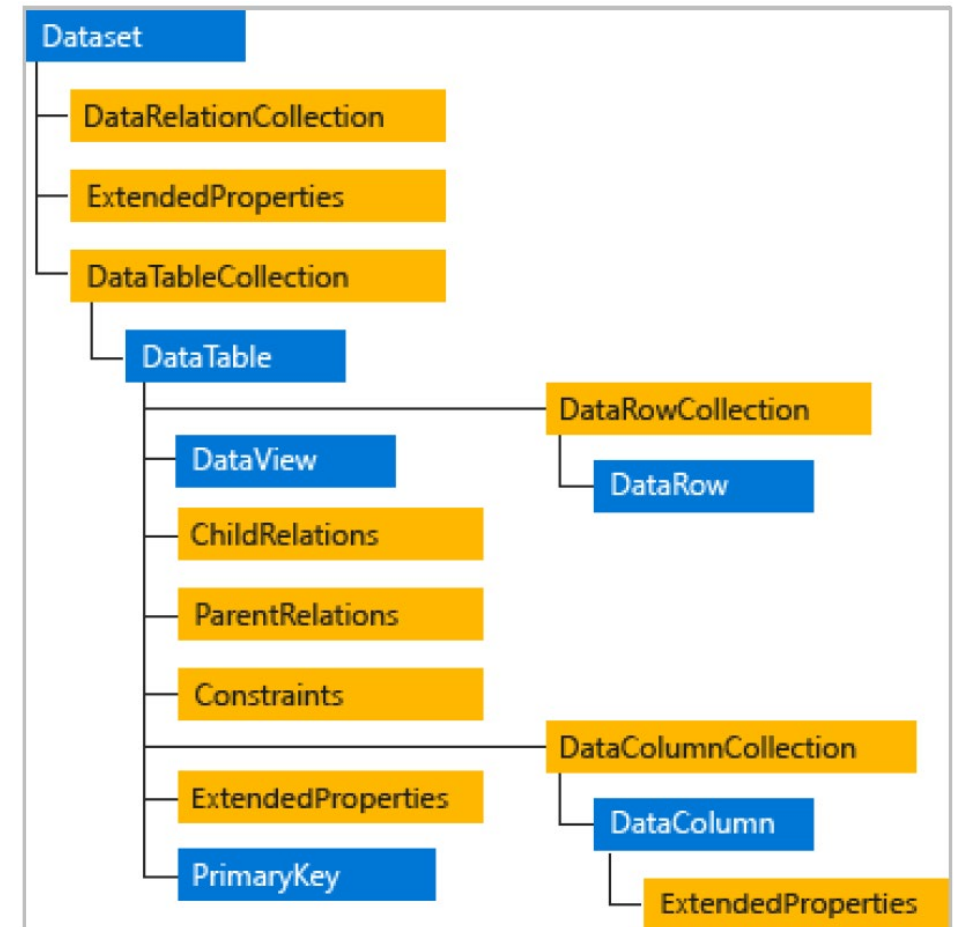 Dataset
DataRelationCollection
ExtendedProperties
DataTableCollection
DataTable
DataRowCollection
DataView
DataRow
ChildRelations
ParentRelations
Constraints
DataColumnCollection
ExtendedProperties
DataColumn
PrimaryKey
ExtendedProperties